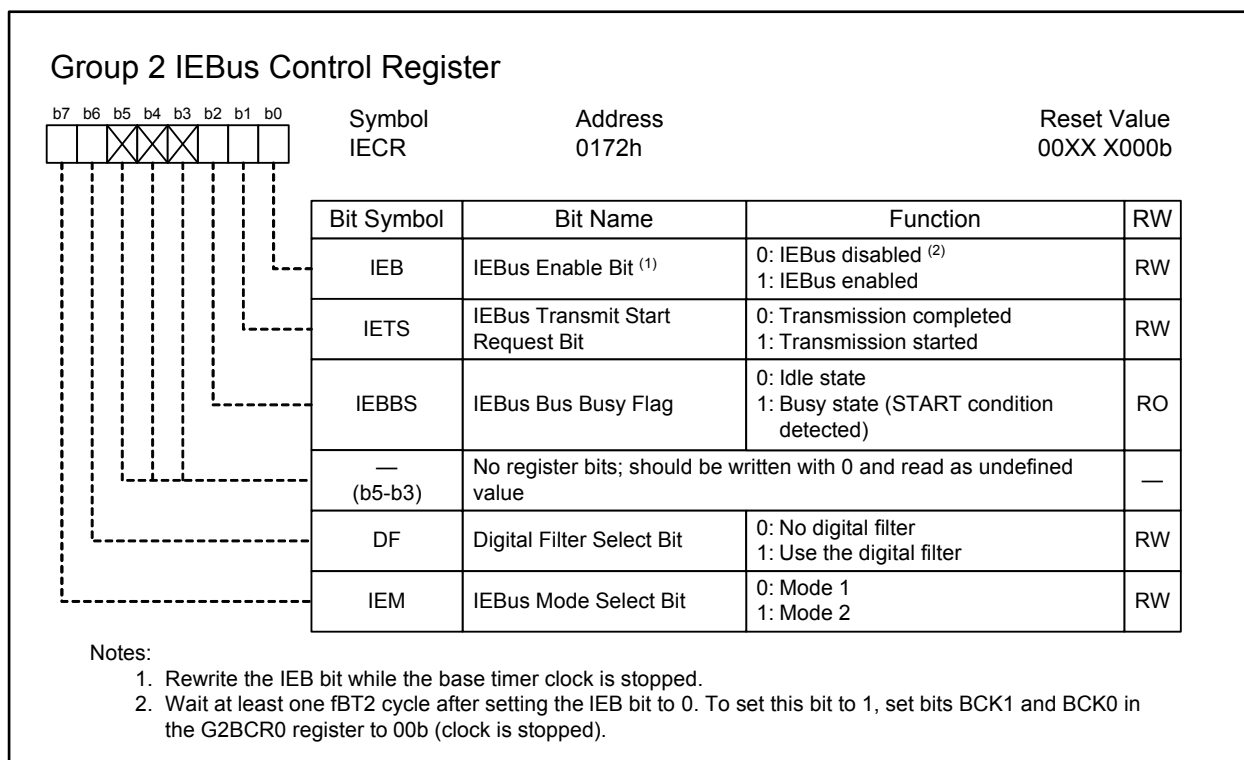 Group 2 IEBus Control Register
b7 b6 b5 b4 b3 b2 b1 b0
Symbol Address Reset Value
IECR 0172h 00XX X000b
Bit Symbol Bit Name Function RW
IEB IEBus Enable Bit (1) 0: IEBus disabled (2)
1: IEBus enabled RW
IETS IEBus Transmit Start
Request Bit 0: Transmission completed
1: Transmission started RW
IEBBS IEBus Bus Busy Flag 0: Idle state
1: Busy state (START condition
detected) RO
—
(b5-b3) No register bits; should be written with 0 and read as undefined
value —
DF Digital Filter Select Bit 0: No digital filter
1: Use the digital filter RW
IEM IEBus Mode Select Bit 0: Mode 1
1: Mode 2 RW
Notes:
1. Rewrite the IEB bit while the base timer clock is stopped.
2. Wait at least one fBT2 cycle after setting the IEB bit to 0. To set this bit to 1, set bits BCK1 and BCK0 in
the G2BCR0 register to 00b (clock is stopped).